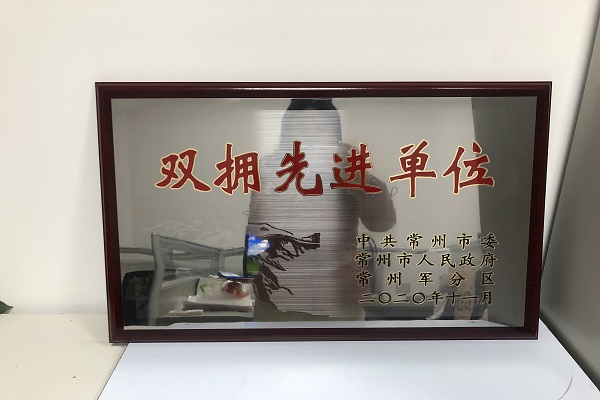 双拥先进单位
中共常州市委
常州市人民政府
常州军分区
二〇二〇年十一月